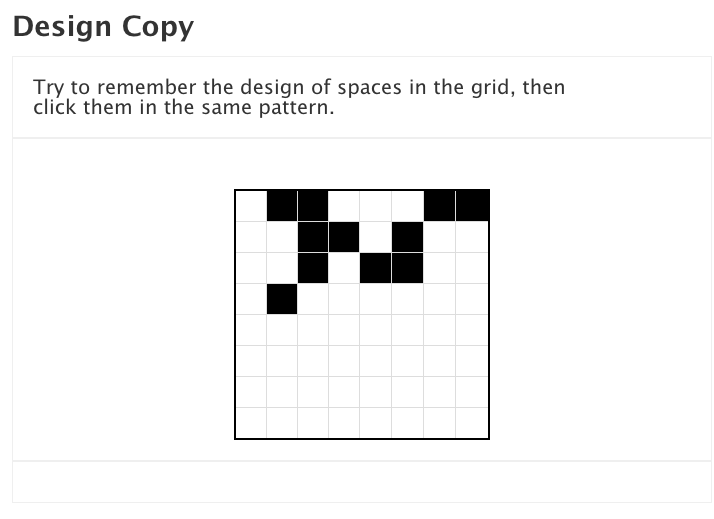 Design Copy
Try to remember the design of spaces in the grid, then
click them in the same pattern.